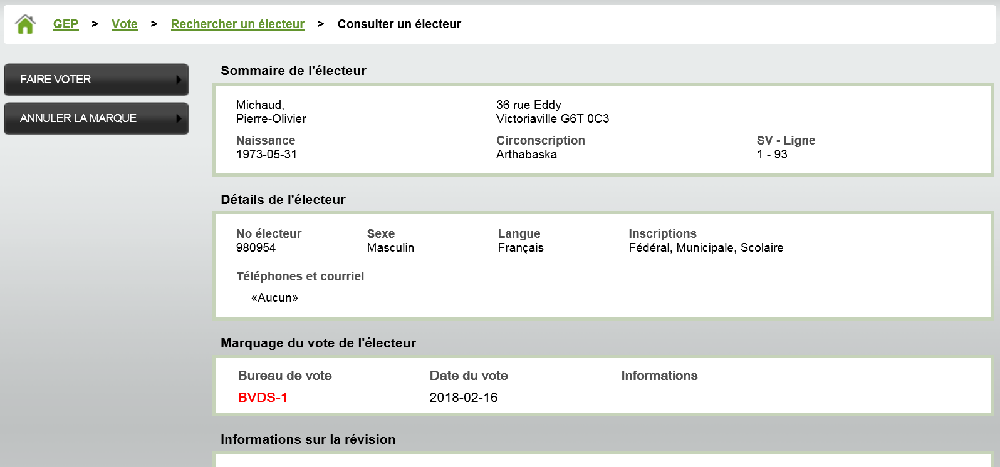 GEP > Vote > Rechercher un électeur > Consulter un électeur
FAIRE VOTER
ANNULER LA MARQUE
Sommaire de l'électeur
Michaud,
Pierre-Olivier
36 rue Eddy
Victoriaville G6T 0C3
Naissance
1973-05-31
Circonscription
Arthabaska
SV - Ligne
1 - 93
Détails de l'électeur
No électeur
980954
Sexe
Masculin
Langue
Français
Inscriptions
Fédéral, Municipale, Scolaire
Téléphones et courriel
«Aucun»
Marquage du vote de l'électeur
Bureau de vote Date du vote Informations
BVDS-1 2018-02-16
Informations sur la révision